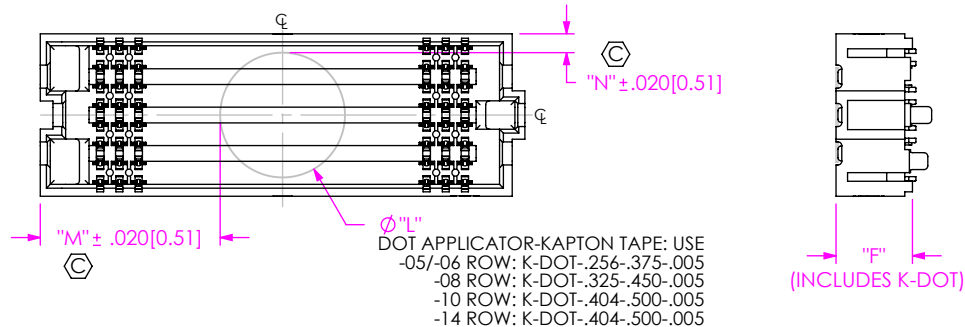 ℄
C
"N"±.020[0.51]
℄
"M"± .020[0.51]
C
Ø"L"
DOT APPLICATOR-KAPTON TAPE: USE
-05/-06 ROW: K-DOT-.256-.375-.005
-08 ROW: K-DOT-.325-.450-.005
-10 ROW: K-DOT-.404-.500-.005
-14 ROW: K-DOT-.404-.500-.005
"F"
(INCLUDES K-DOT)